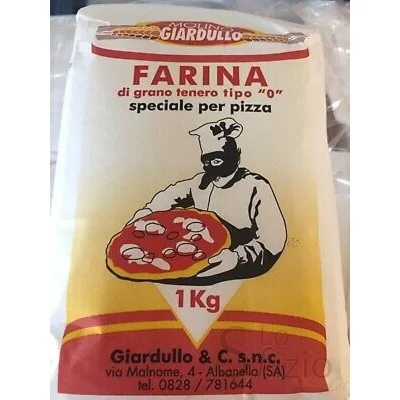 MOLINO
GIARDULLO
FARINA
di grano tenero tipo "0"
speciale per pizza
1Kg
Giardullo & C. s.n.c.
via Malnome, 4 - Albanella (SA)
tel. 0828 / 781644